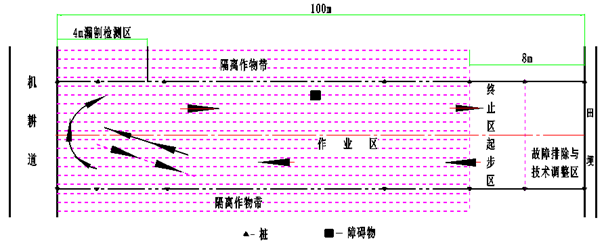 100m
4m漏割检测区
8m
隔离作物带
机耕道
终止区
起步区
田埂
作业区
故障排除与
技术调整区
隔离作物带
-桩
-障碍物